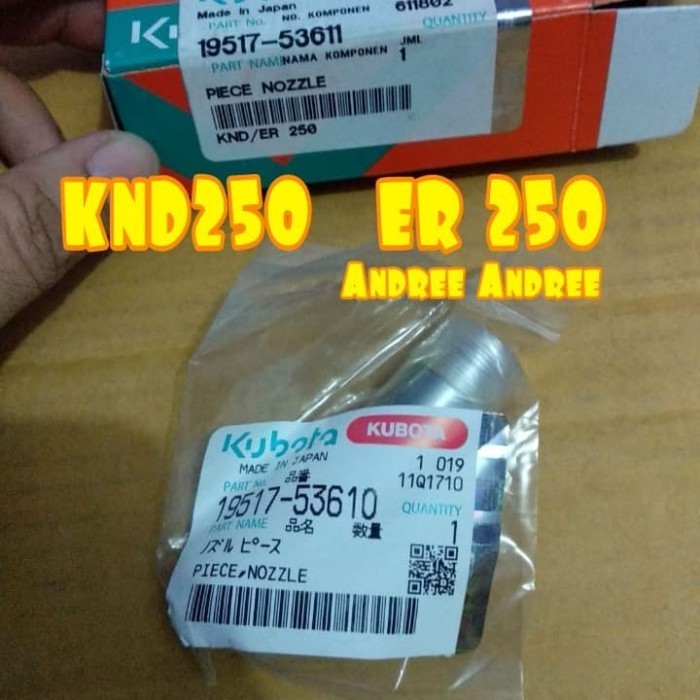 Made in Japan
611802
PART No. NO. KOMPONEN
QUANTITY
19517-53611
JML
PART NAME NAMA KOMPONEN
1
PIECE NOZZLE
KND/ER 250
KND250 ER 250
Andree Andree
Kubota KUBOTA
MADE IN JAPAN
1 019
PART No. 品番
11Q1710
19517-53610
QUANTITY
PART NAME 品名 数量
1
ノズル ピース
PIECE,NOZZLE